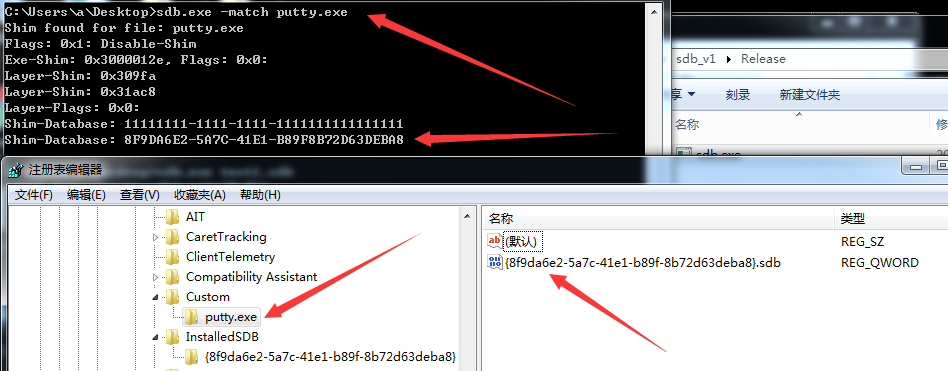 C:\Users\a\Desktop>sdb.exe -match putty.exe
Shim found for file: putty.exe
Flags: 0x1: Disable-Shim
Exe-Shim: 0x3000012e, Flags: 0x0:
Layer-Shim: 0x309fa
Layer-Shim: 0x31ac8
Layer-Flags: 0x0:
Shim-Database: 11111111-1111-1111-1111111111111111
Shim-Database: 8F9DA6E2-5A7C-41E1-B89F8B72D63DEBA8
sdb_v1 Release
享 刻录 新建文件夹
名称
sdb.exe
注册表编辑器
文件(F) 编辑(E) 查看(V) 收藏夹(A) 帮助(H)
AIT
CaretTracking
ClientTelemetry
Compatibility Assistant
Custom
putty.exe
InstalledSDB
{8f9da6e2-5a7c-41e1-b89f-8b72d63deba8}
名称 类型
(默认) REG_SZ
{8f9da6e2-5a7c-41e1-b89f-8b72d63deba8}.sdb REG_QWORD